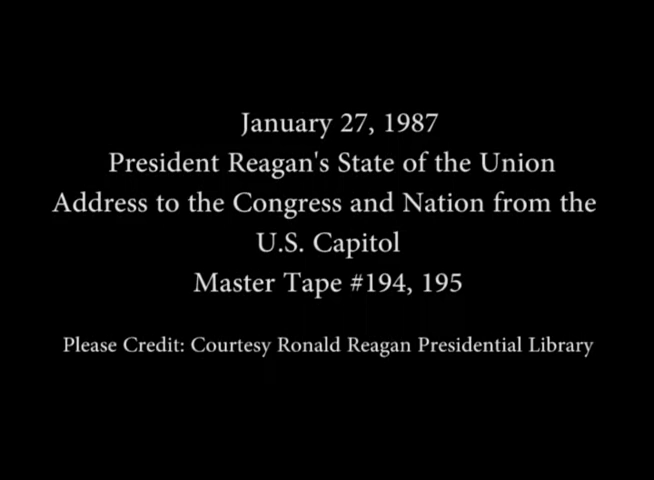 January 27, 1987
President Reagan's State of the Union
Address to the Congress and Nation from the
U.S. Capitol
Master Tape #194, 195
Please Credit: Courtesy Ronald Reagan Presidential Library